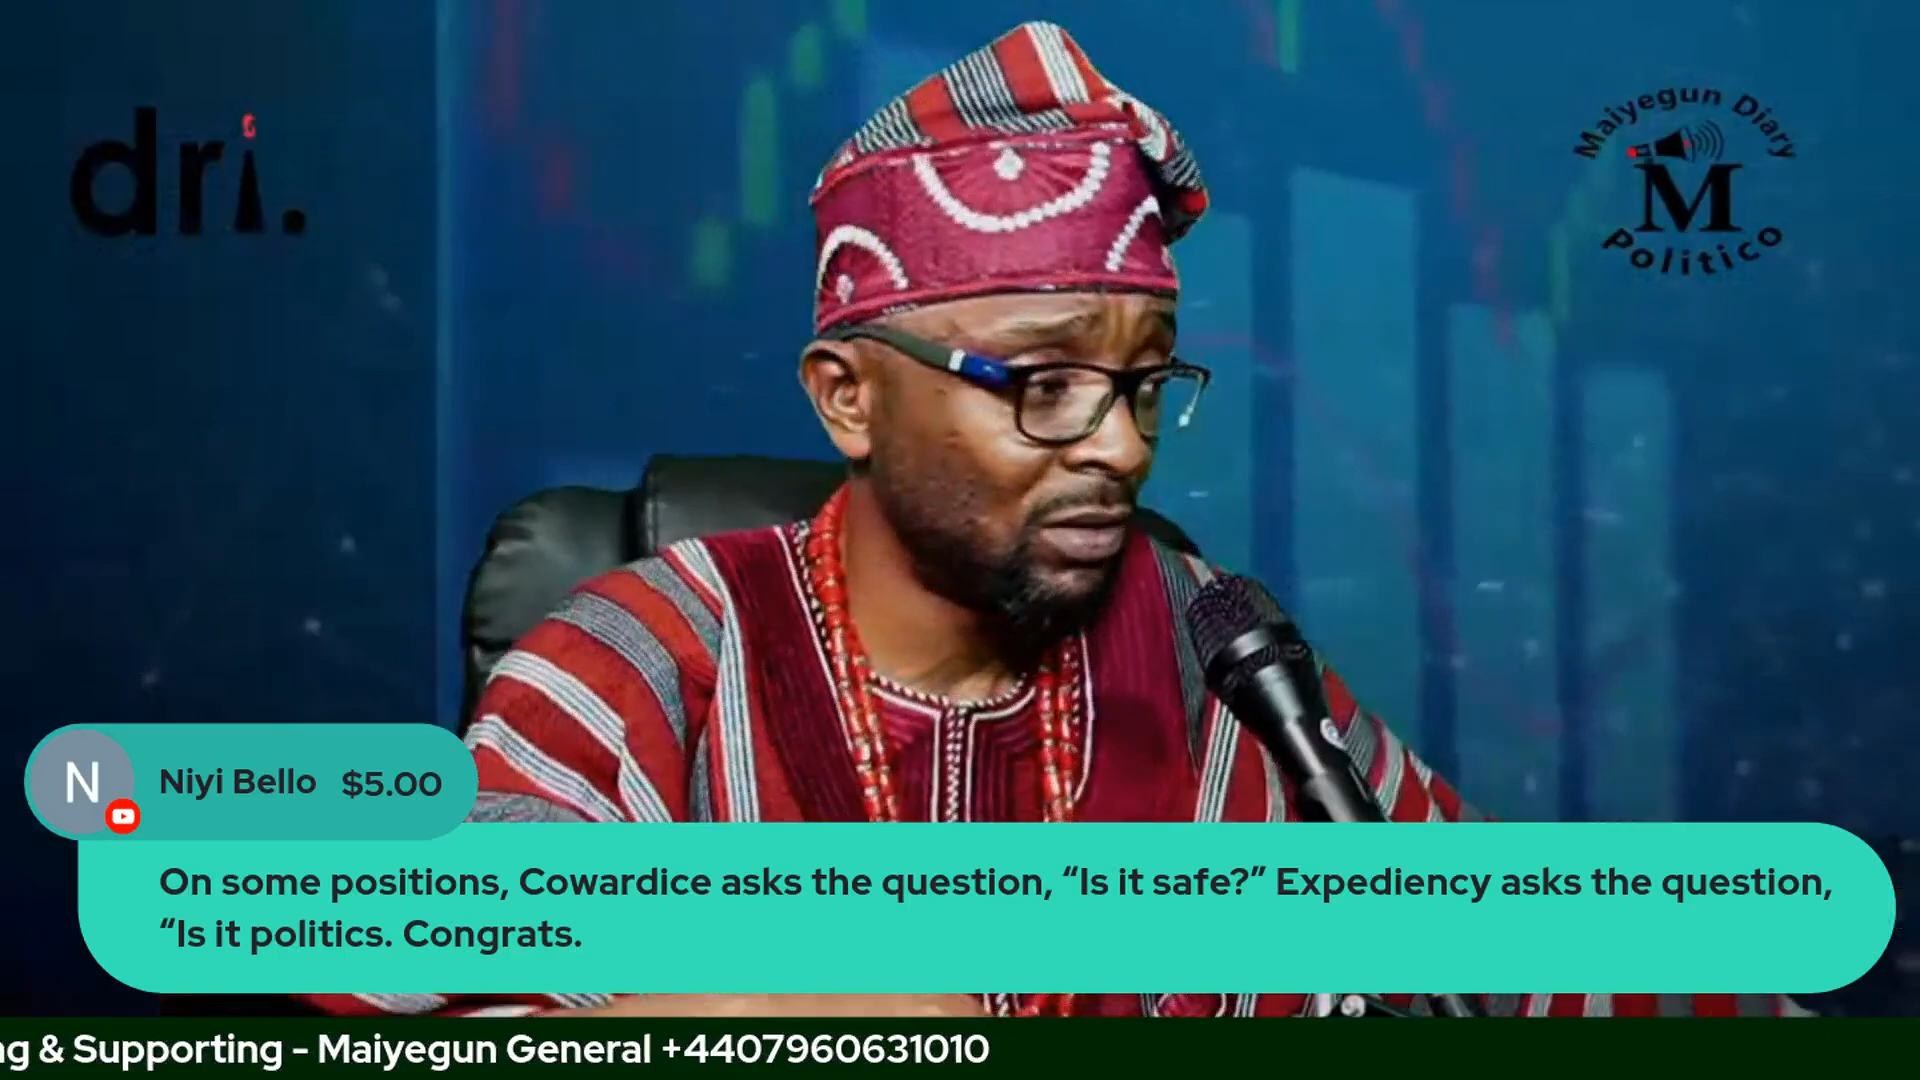 dri.
Maiyegun Diary
M
Politico
N
Niyi Bello $5.00
On some positions, Cowardice asks the question, “Is it safe?” Expediency asks the question,
“Is it politics. Congrats.
ng & Supporting - Maiyegun General +4407960631010